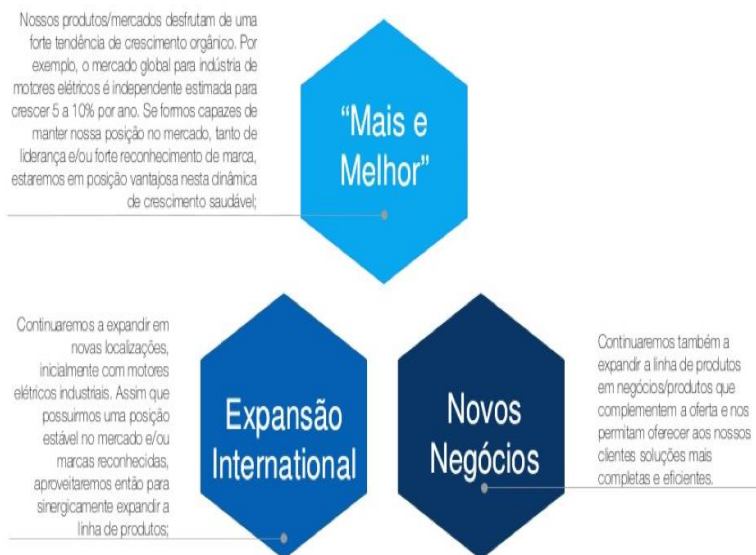 Nossos produtos/mercados desfrutam de uma
forte tendência de crescimento orgânico. Por
exemplo, o mercado global para indústria de
motores elétricos é independente estimada para
crescer 5 a 10% por ano. Se formos capazes de
manter nossa posição no mercado, tanto de
liderança e/ou forte reconhecimento de marca,
estaremos em posição vantajosa nesta dinâmica
de crescimento saudável;
“Mais e
Melhor”
Continuaremos a expandir em
novas localizações,
inicialmente com motores
elétricos industriais. Assim que
possuirmos uma posição
estável no mercado e/ou
marcas reconhecidas,
aproveitaremos então para
sinergicamente expandir a
linha de produtos;
Expansão
International
Novos
Negócios
Continuaremos também a
expandir a linha de produtos
em negócios/produtos que
complementem a oferta e nos
permitam oferecer aos nossos
clientes soluções mais
completas e eficientes.